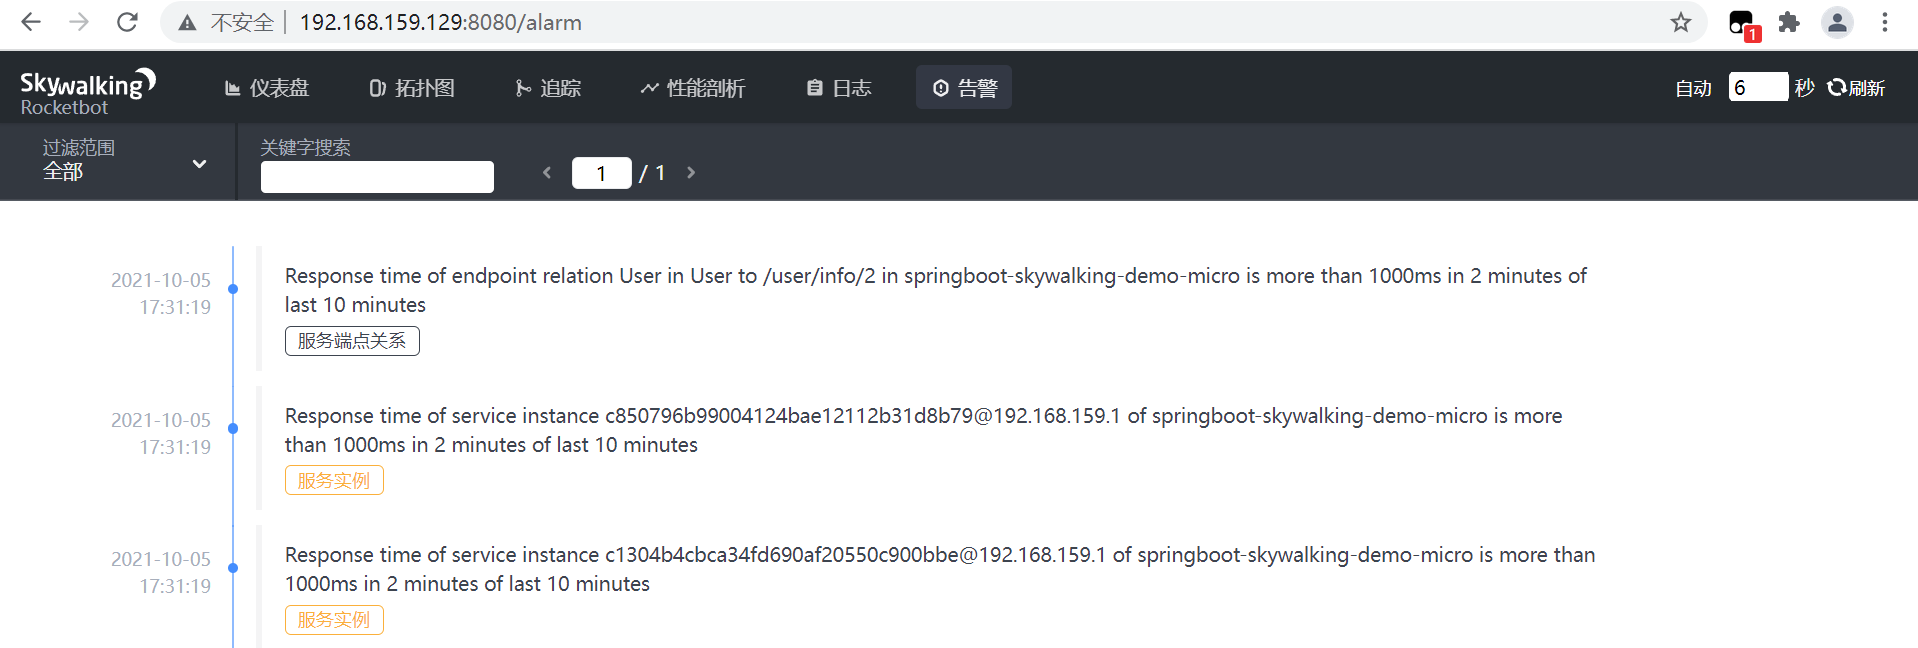 不安全 192.168.159.129:8080/alarm
1
Skywalking
Rocketbot
仪表盘 拓扑图 追踪 性能剖析 日志 告警 自动 6 秒 刷新
过滤范围 关键字搜索
全部 1 / 1
2021-10-05
17:31:19
Response time of endpoint relation User in User to /user/info/2 in springboot-skywalking-demo-micro is more than 1000ms in 2 minutes of
last 10 minutes
服务端点关系
2021-10-05
17:31:19
Response time of service instance c850796b99004124bae12112b31d8b79@192.168.159.1 of springboot-skywalking-demo-micro is more
than 1000ms in 2 minutes of last 10 minutes
服务实例
2021-10-05
17:31:19
Response time of service instance c1304b4cbca34fd690af20550c900bbe@192.168.159.1 of springboot-skywalking-demo-micro is more than
1000ms in 2 minutes of last 10 minutes
服务实例